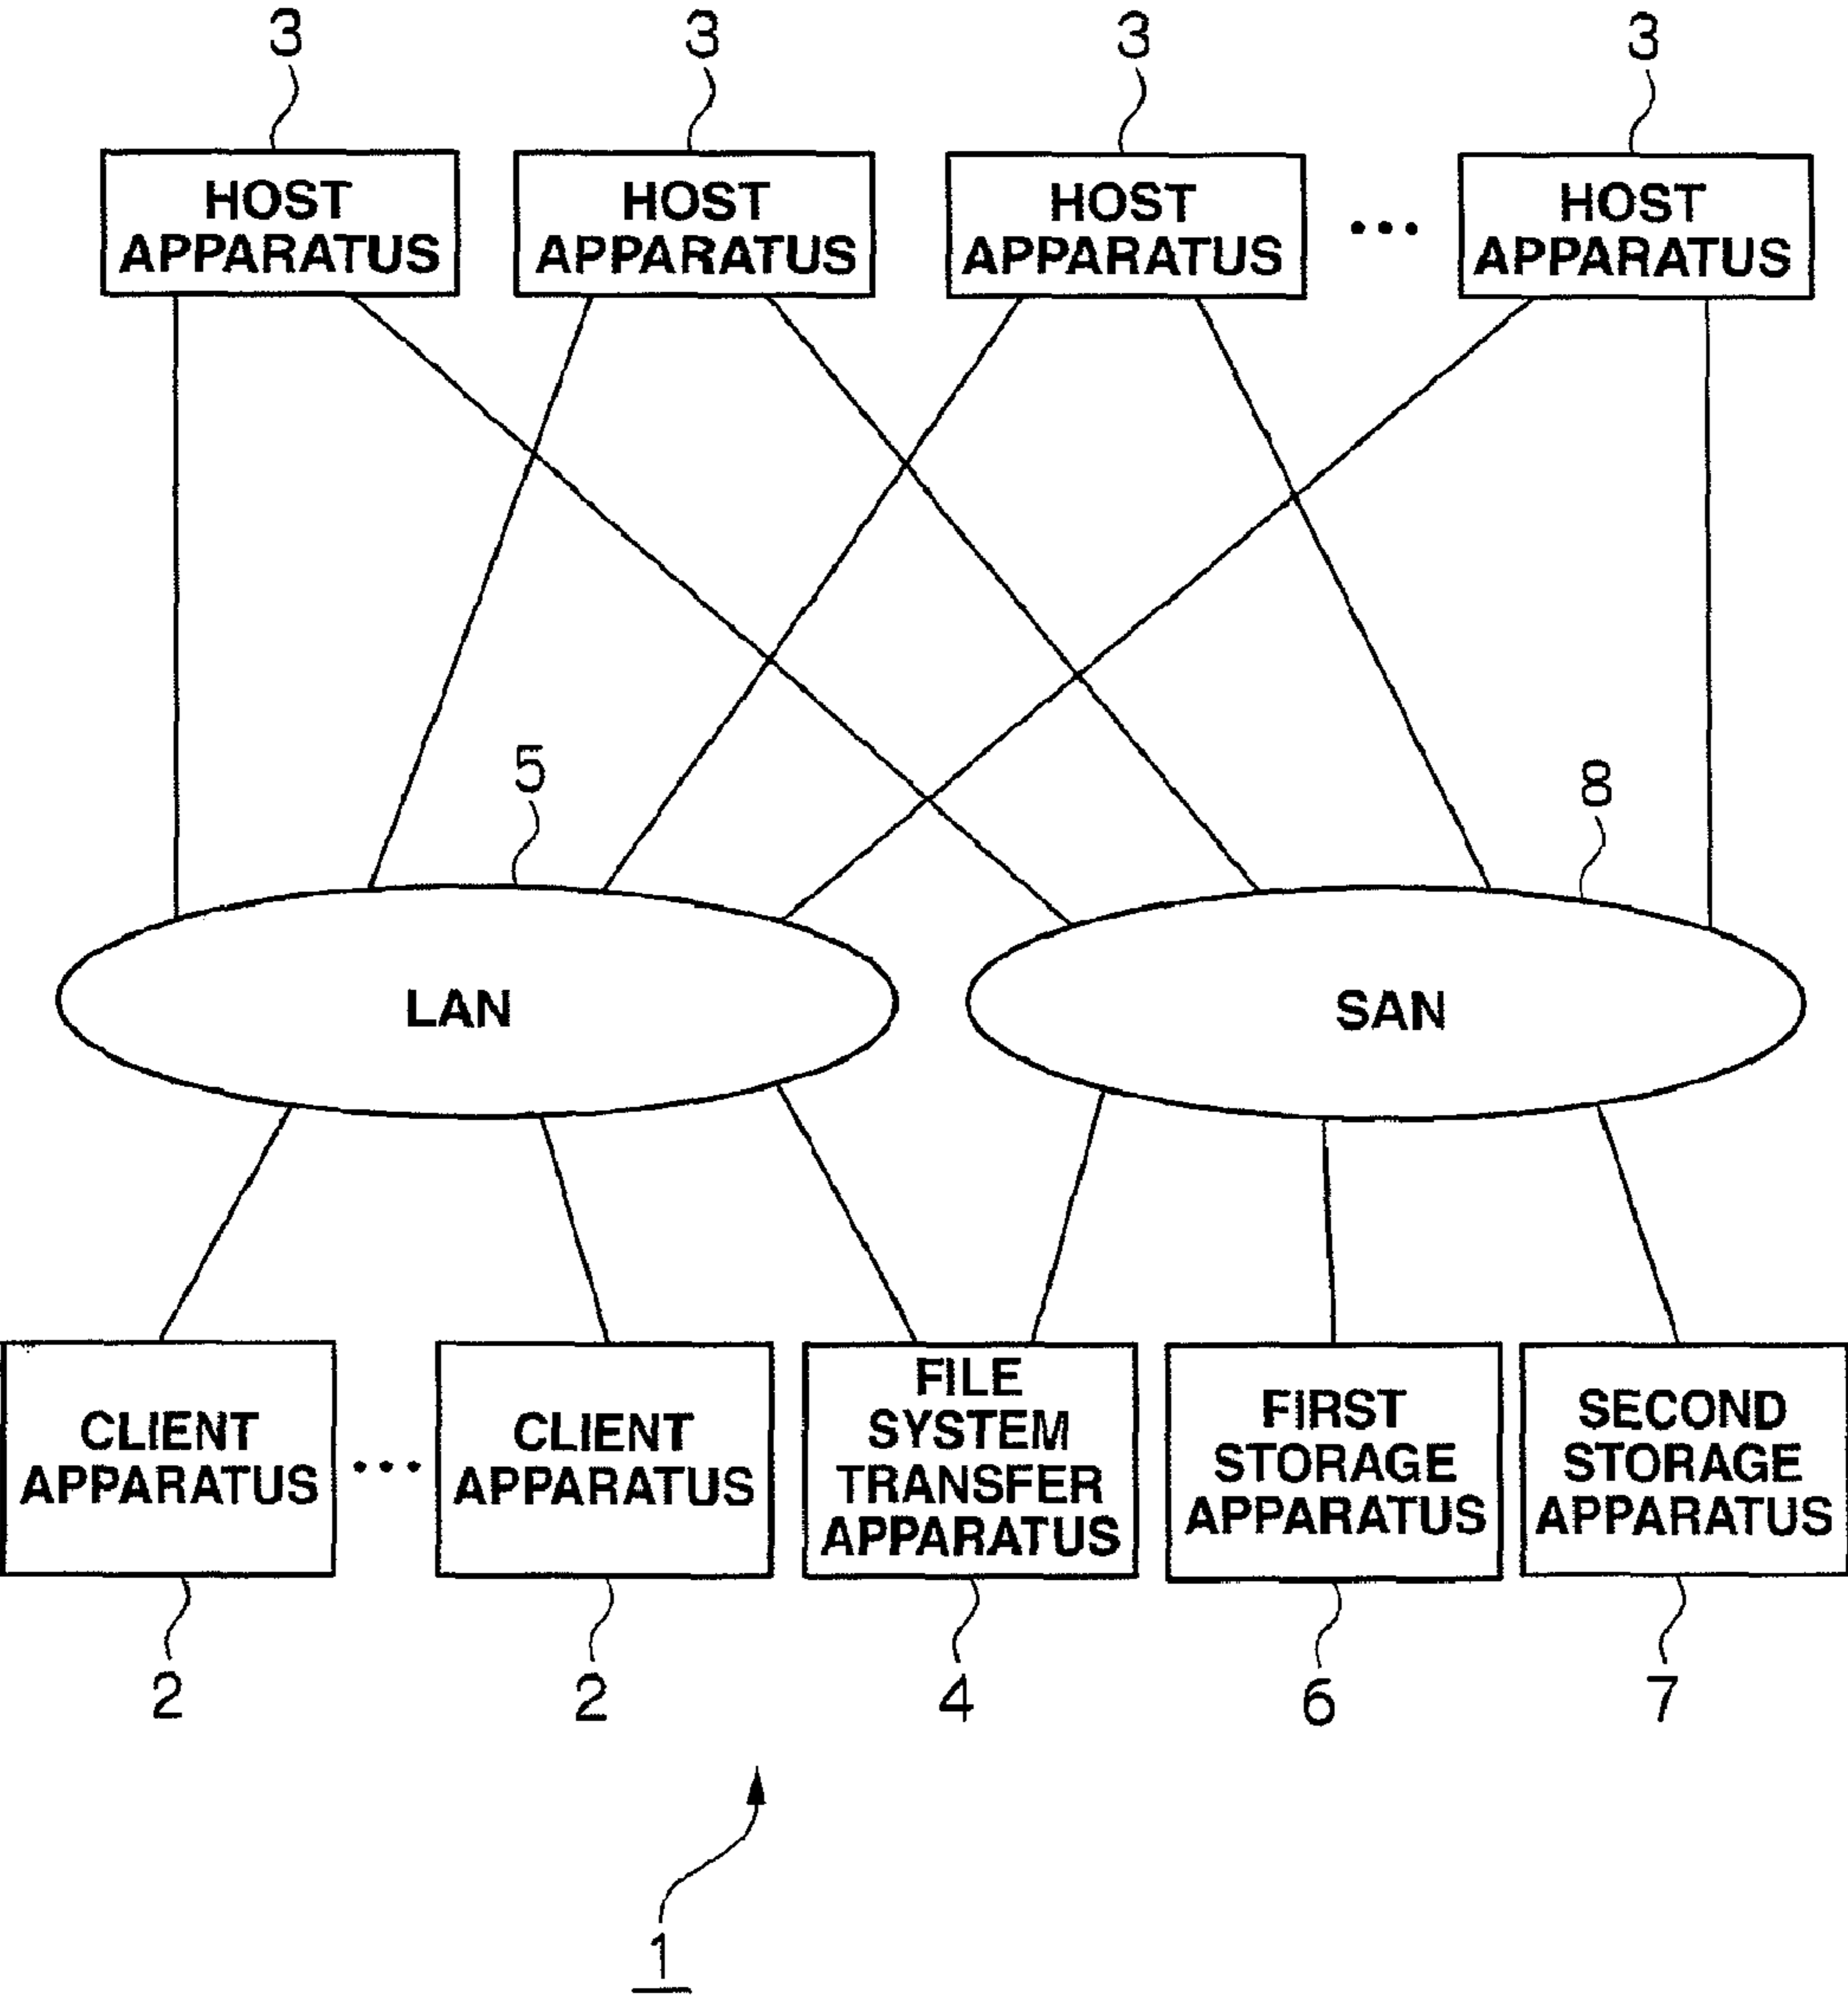 3
3
3
3
HOST
APPARATUS
HOST
APPARATUS
HOST
APPARATUS
•••
HOST
APPARATUS
5
8
LAN
SAN
CLIENT
APPARATUS
•••
CLIENT
APPARATUS
FILE
SYSTEM
TRANSFER
APPARATUS
FIRST
STORAGE
APPARATUS
SECOND
STORAGE
APPARATUS
2
2
4
6
7
1